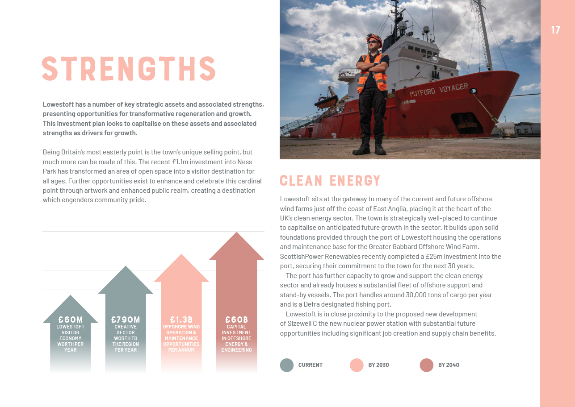 17
STRENGTHS
Lowestoft has a number of key strategic assets and associated strengths,
presenting opportunities for transformative regeneration and growth.
This investment plan looks to capitalise on these assets and associated
strengths as drivers for growth.
Being Britain's most easterly point is the town's unique selling point, but
much more can be made of this. The recent £1.1m investment into Ness
Park has transformed an area of open space into a visitor destination for
all ages. Further opportunities exist to enhance and celebrate this cardinal
point through artwork and enhanced public realm; creating a destination
which engenders community pride.
£60M
LOWESTOFT
VISITOR
ECONOMY
WORTH PER
YEAR
£790M
CREATIVE
SECTOR
WORTH TO
THE REGION
PER YEAR
£1.3B
OFFSHORE WIND
OPERATION &
MAINTENANCE
OPPORTUNITIES
PER ANNUM
£60B
CAPITAL
INVESTMENT
IN OFFSHORE
ENERGY &
ENGINEERING
PUTFORD VOYAGER
CLEAN ENERGY
Lowestoft sits at the gateway to many of the current and future offshore
wind farms just off the coast of East Anglia, placing it at the heart of the
UK's clean energy sector. The town is strategically well-placed to continue
to capitalise on anticipated future growth in the sector. It builds upon solid
foundations provided through the port of Lowestoft housing the operations
and maintenance base for the Greater Gabbard Offshore Wind Farm.
ScottishPower Renewables recently completed a £25m investment into the
port, securing their commitment to the town for the next 30 years.
The port has further capacity to grow and support the clean energy
sector and already houses a substantial fleet of offshore support and
stand-by vessels. The port handles around 30,000 tons of cargo per year
and is a Defra designated fishing port.
Lowestoft is in close proximity to the proposed new development
of Sizewell C the new nuclear power station with substantial future
opportunities including significant job creation and supply chain benefits.
CURRENT
BY 2030
BY 2040